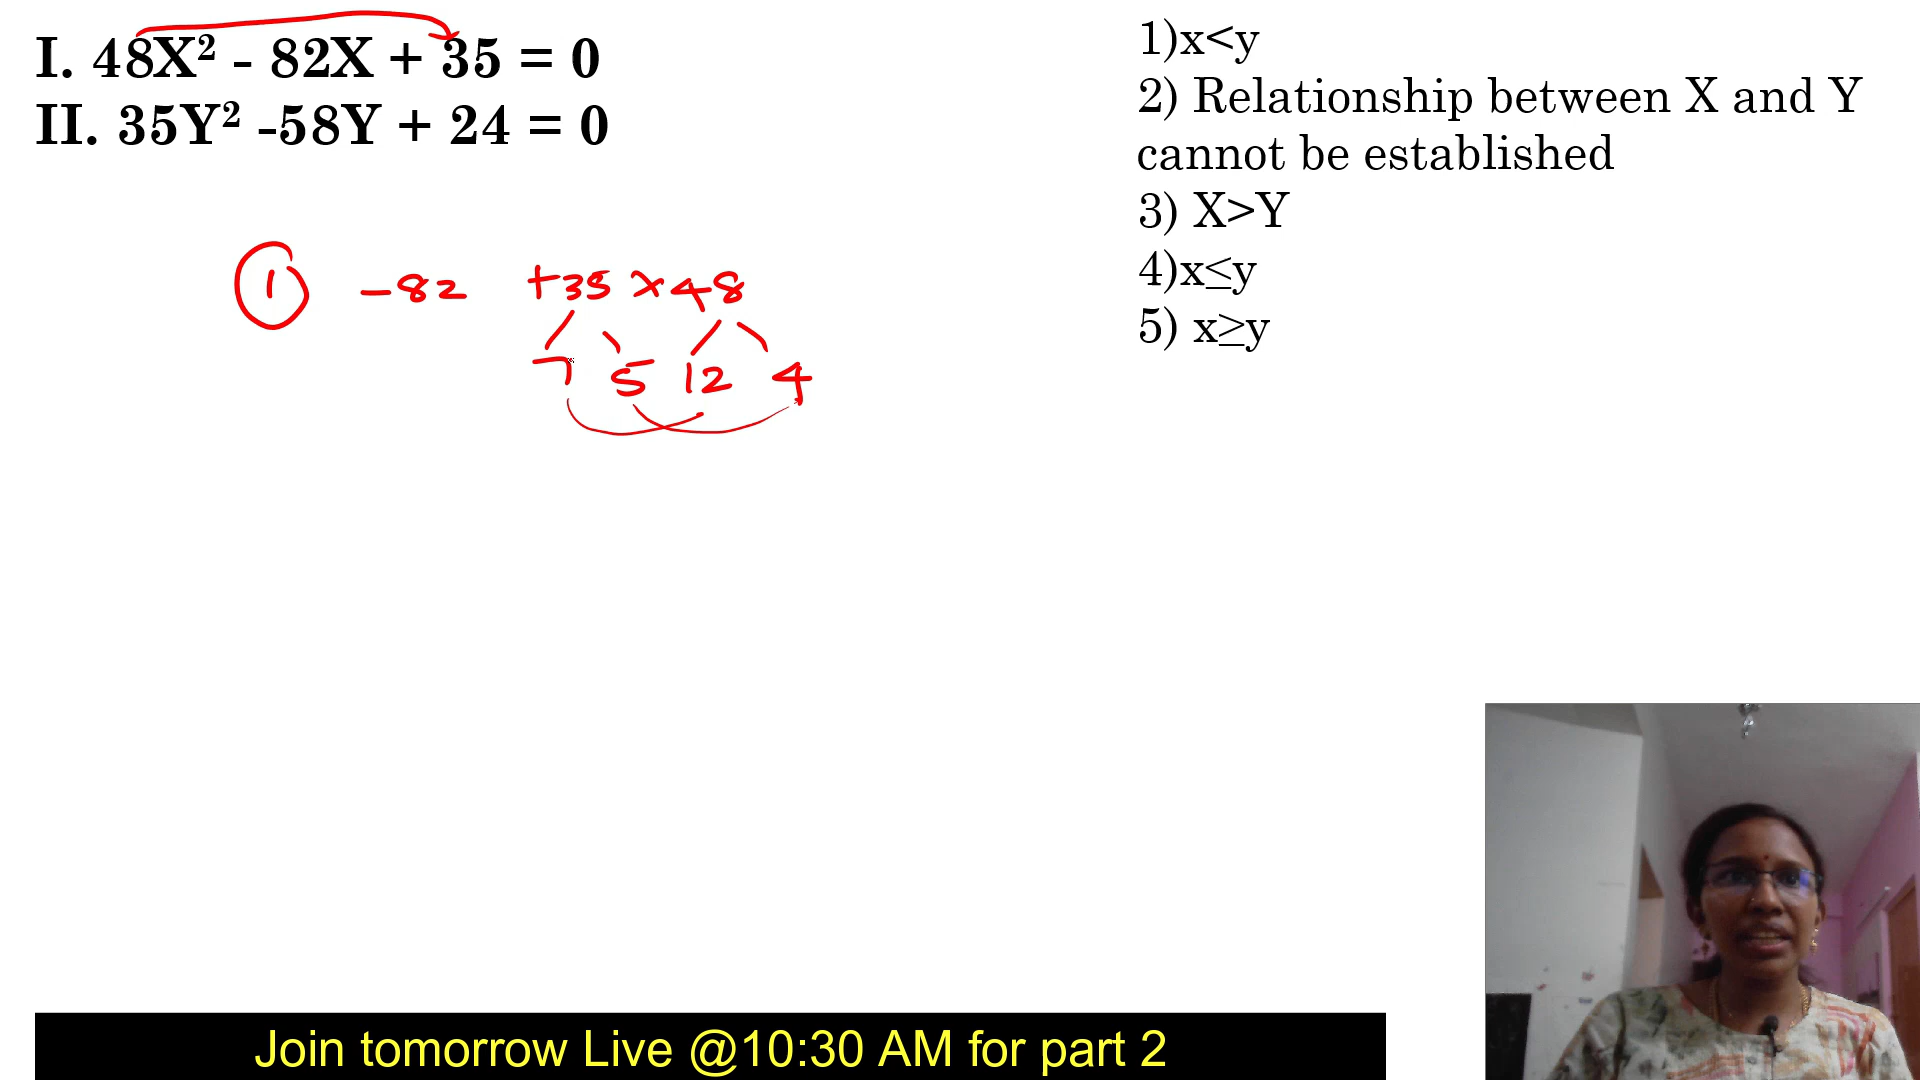 I. 48X² - 82X + 35 = 0
II. 35Y² -58Y + 24 = 0
1)x<y
2) Relationship between X and Y
cannot be established
3) X>Y
4)x≤y
5) x≥y
1 -82 +35 × 48
7 5 12 4
Join tomorrow Live @10:30 AM for part 2